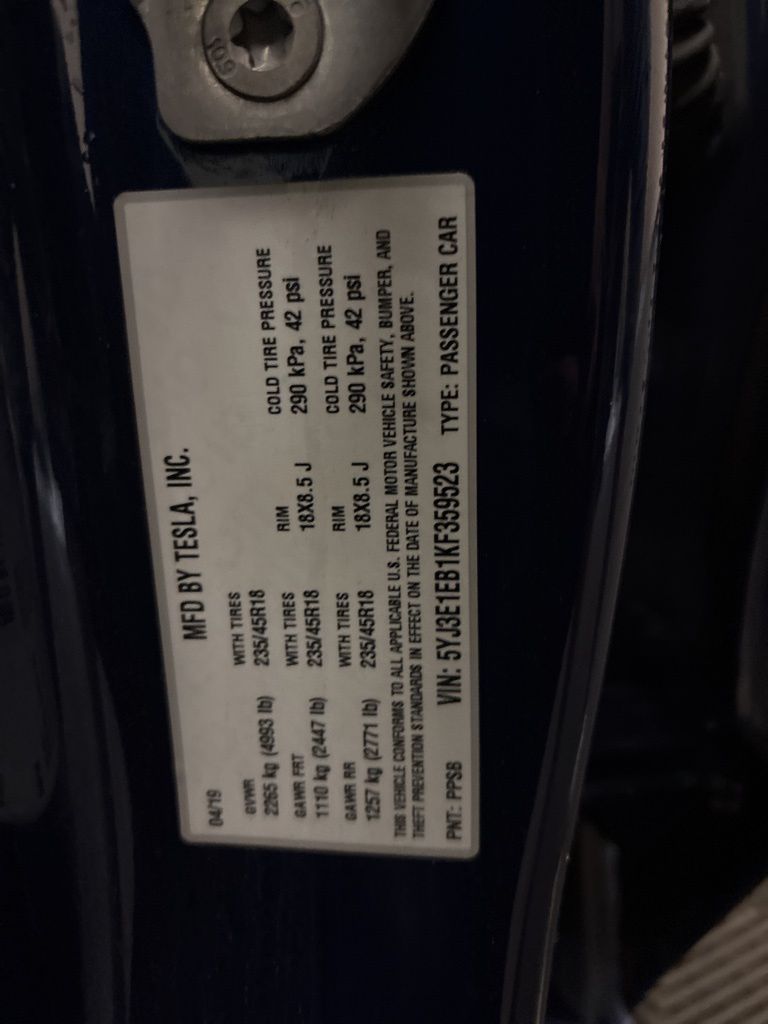 109
MFD BY TESLA, INC.
04/19
GVWR WITH TIRES RIM COLD TIRE PRESSURE
2265 kg (4993 lb) 235/45R18 18X8.5 J 290 kPa, 42 psi
GAWR FRT WITH TIRES RIM COLD TIRE PRESSURE
1110 kg (2447 lb) 235/45R18 18X8.5 J 290 kPa, 42 psi
GAWR RR WITH TIRES
1257 kg (2771 lb) 235/45R18
THIS VEHICLE CONFORMS TO ALL APPLICABLE U.S. FEDERAL MOTOR VEHICLE SAFETY, BUMPER, AND
THEFT PREVENTION STANDARDS IN EFFECT ON THE DATE OF MANUFACTURE SHOWN ABOVE.
PNT: PPSB VIN: 5YJ3E1EB1KF359523 TYPE: PASSENGER CAR